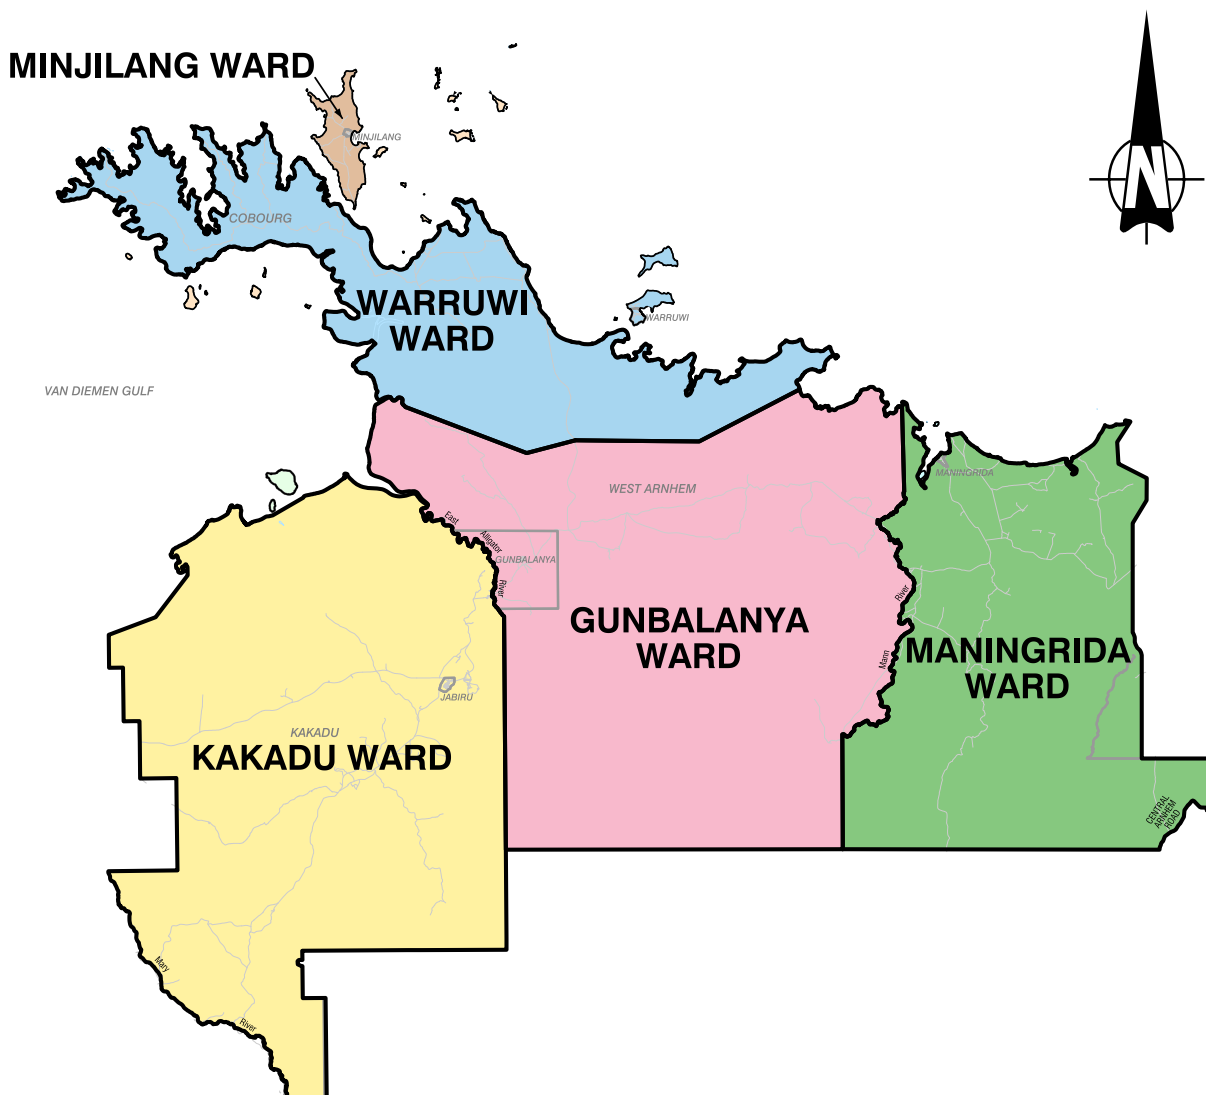 MINJILANG WARD
N
MINJILANG
COBOURG
WARRUWI
WARD
WARRUWI
VAN DIEMEN GULF
MANINGRIDA
WEST ARNHEM
East
Alligator
River
GUNBALANYA
GUNBALANYA
WARD
River
Mann
MANINGRIDA
WARD
JABIRU
KAKADU
KAKADU WARD
CENTRAL
ARNHEM
ROAD
Mary
River